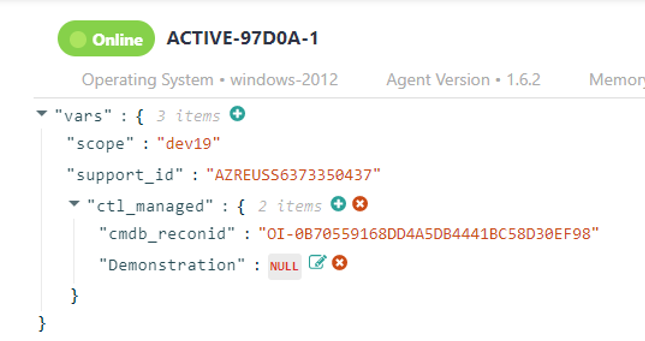 Online ACTIVE-97D0A-1
Operating System • windows-2012 Agent Version • 1.6.2 Memory
"vars" : { 3 items
"scope" : "dev19"
"support_id" : "AZREUSS6373350437"
"ctl_managed" : { 2 items
"cmdb_reconid" : "OI-0B70559168DD4A5DB4441BC58D30EF98"
"Demonstration" : NULL
}
}